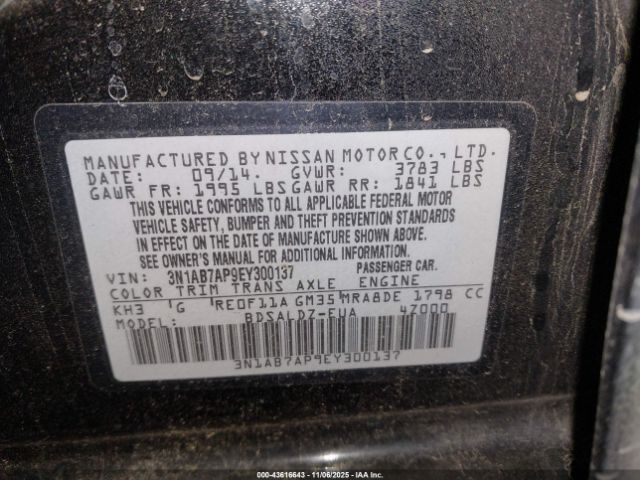 MANUFACTURED BY NISSAN MOTOR CO., LTD.
DATE: 09/14. GVWR: 3783 LBS
GAWR FR: 1995 LBS GAWR RR: 1841 LBS
THIS VEHICLE CONFORMS TO ALL APPLICABLE FEDERAL MOTOR
VEHICLE SAFETY, BUMPER AND THEFT PREVENTION STANDARDS
IN EFFECT ON THE DATE OF MANUFACTURE SHOWN ABOVE.
SEE OWNER'S MANUAL FOR ADDITIONAL INFORMATION
VIN: 3N1AB7AP9EY300137 PASSENGER CAR.
COLOR TRIM TRANS AXLE ENGINE
KH3 'G RE0F11A GM35 MRA8DE 1798 CC
MODEL: BDSALDZ-EUA 4Z000
3N1AB7AP9EY300137
000-43616643 - 11/06/2025 - IAA Inc.